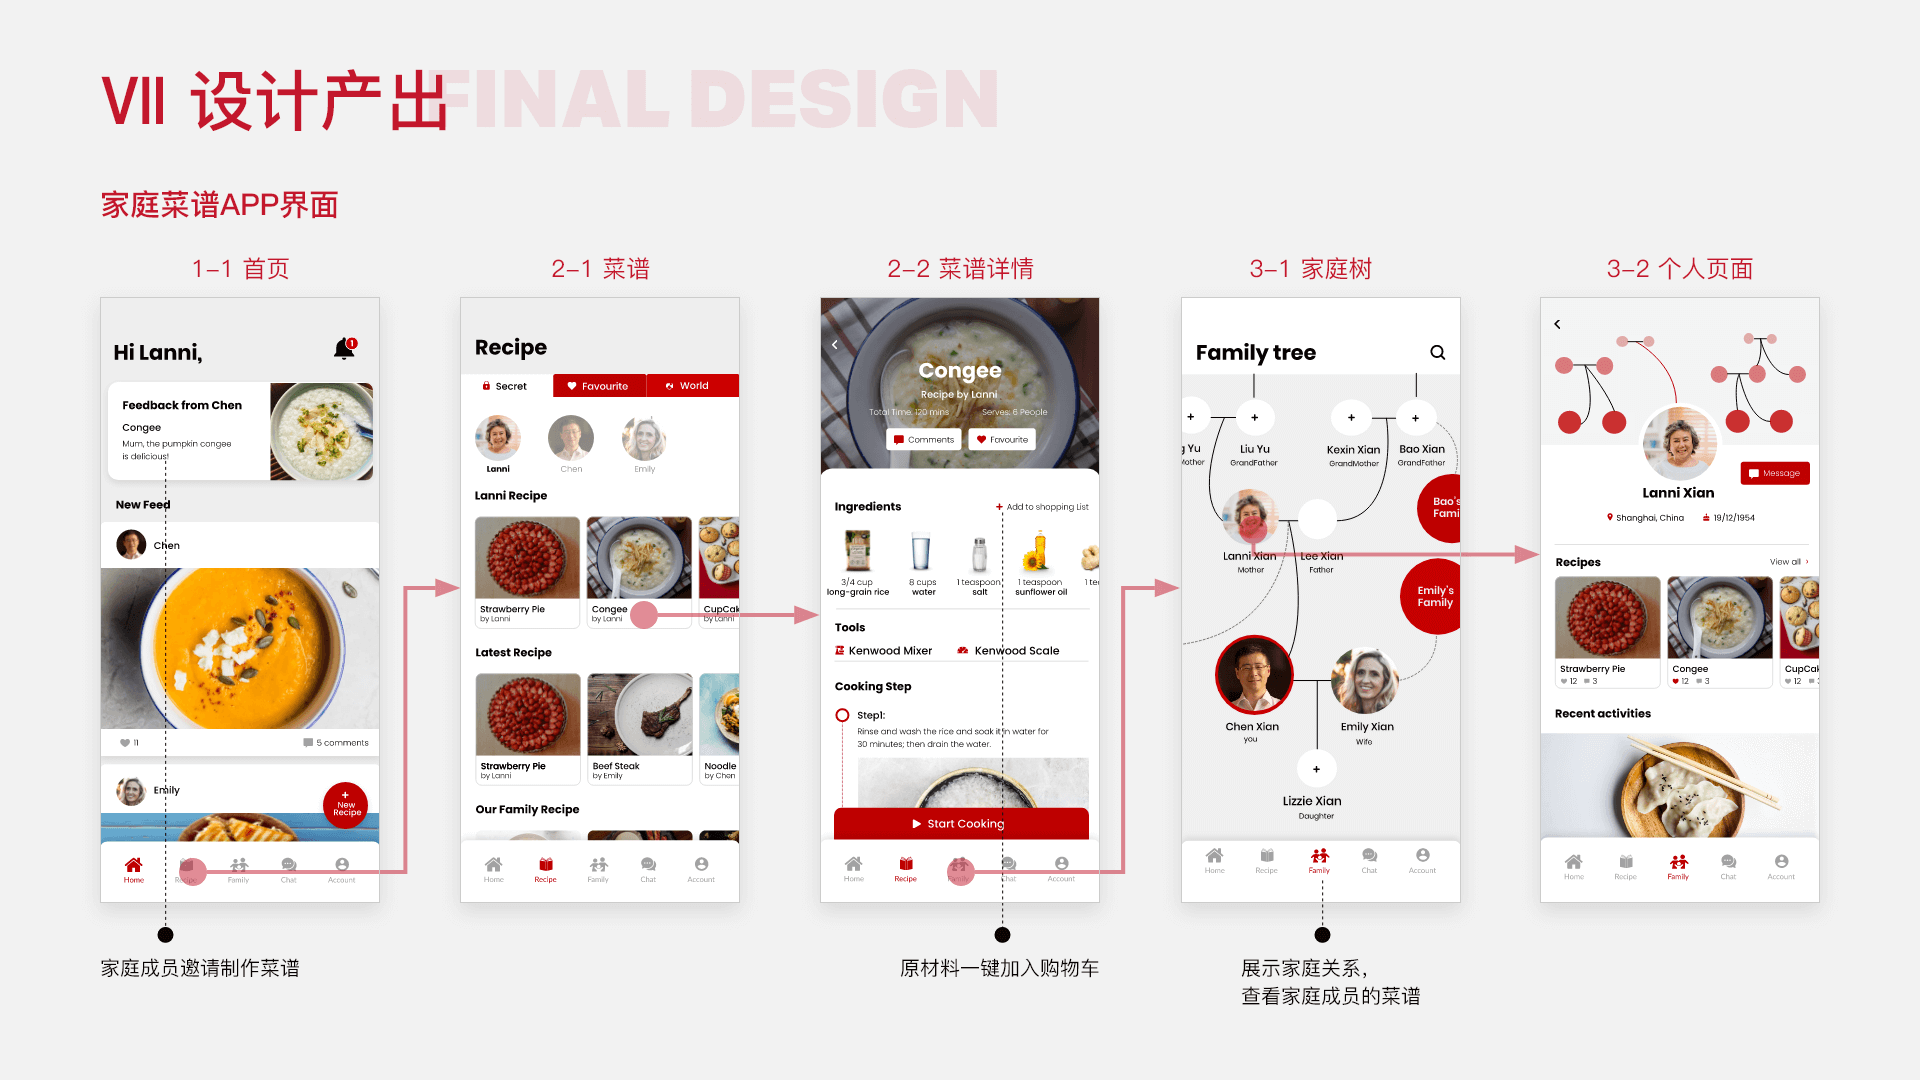 VII 设计产出
FINAL DESIGN
家庭菜谱APP界面
1-1 首页
Hi Lanni,
1
Feedback from Chen
Congee
Mum, the pumpkin congee
is delicious!
New Feed
Chen
11
5 comments
Emily
+
New
Recipe
Home
Recipe
Family
Chat
Account
家庭成员邀请制作菜谱
2-1 菜谱
Recipe
Secret
Favourite
World
Lanni
Chen
Emily
Lanni Recipe
Strawberry Pie
by Lanni
Congee
by Lanni
CupCak
by Lanni
Latest Recipe
Strawberry Pie
by Lanni
Beef Steak
by Emily
Noodle
by Chen
Our Family Recipe
Home
Recipe
Family
Chat
Account
2-2 菜谱详情
Congee
Recipe by Lanni
Total Time: 120 mins
Serves: 6 People
Comments
Favourite
Ingredients
+ Add to shopping List
3/4 cup
long-grain rice
8 cups
water
1 teaspoon
salt
1 teaspoon
sunflower oil
1 te
Tools
Kenwood Mixer
Kenwood Scale
Cooking Step
Step1:
Rinse and wash the rice and soak it in water for
30 minutes; then drain the water.
Start Cooking
Home
Recipe
Family
Chat
Account
原材料一键加入购物车
3-1 家庭树
Family tree
+
+
+
+
g Yu
Mother
Liu Yu
GrandFather
Kexin Xian
GrandMother
Bao Xian
GrandFather
Bao's
Fami
Lanni Xian
Mother
Lee Xian
Father
Emily's
Family
Chen Xian
you
Emily Xian
Wife
+
Lizzie Xian
Daughter
Home
Recipe
Family
Chat
Account
展示家庭关系，
查看家庭成员的菜谱
3-2 个人页面
Message
Lanni Xian
Shanghai, China
19/12/1954
Recipes
View all
Strawberry Pie
12
3
Congee
12
3
CupCak
12
Recent activities
Home
Recipe
Family
Chat
Account